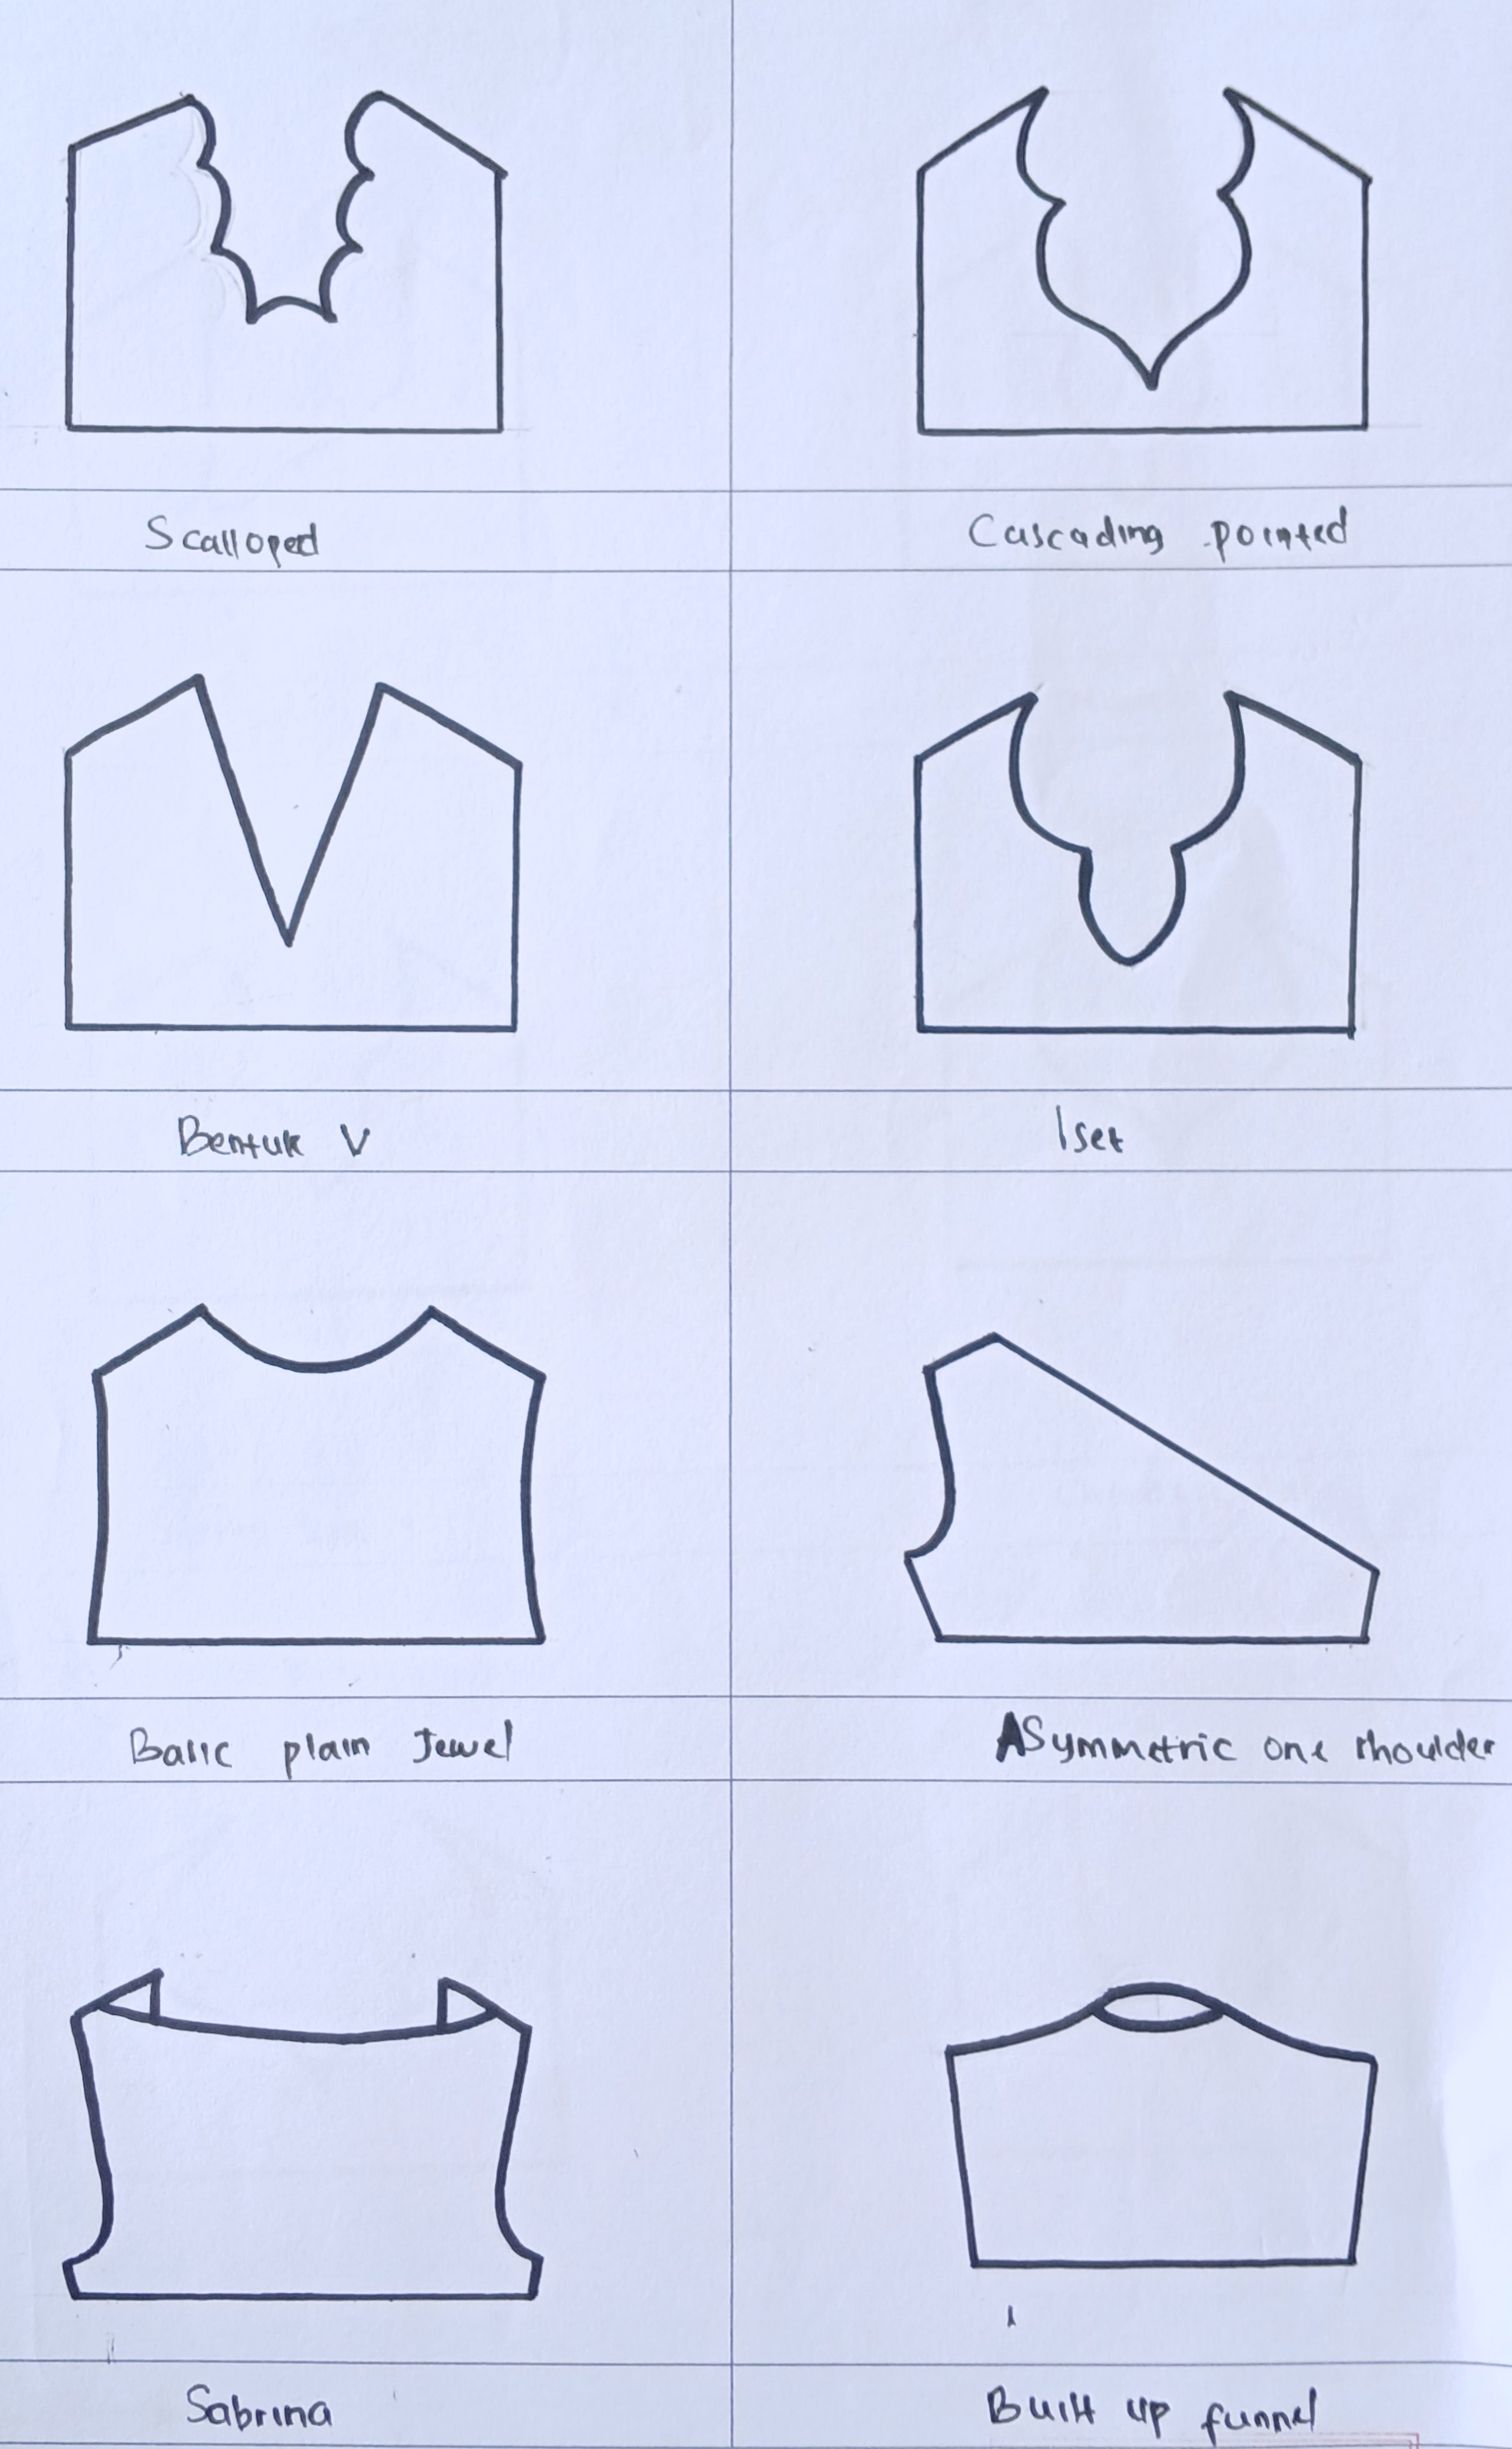 Scalloped
Cascading pointed
Bentuk V
Iset
Basic plain Jewel
ASymmetric one shoulder
Sabrina
Built up funnel